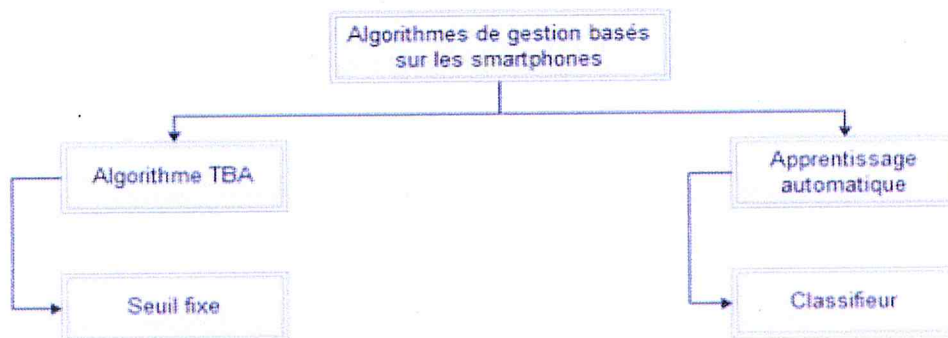 Algorithmes de gestion basés
sur les smartphones
Algorithme TBA
Apprentissage
automatique
Seuil fixe
Classifieur